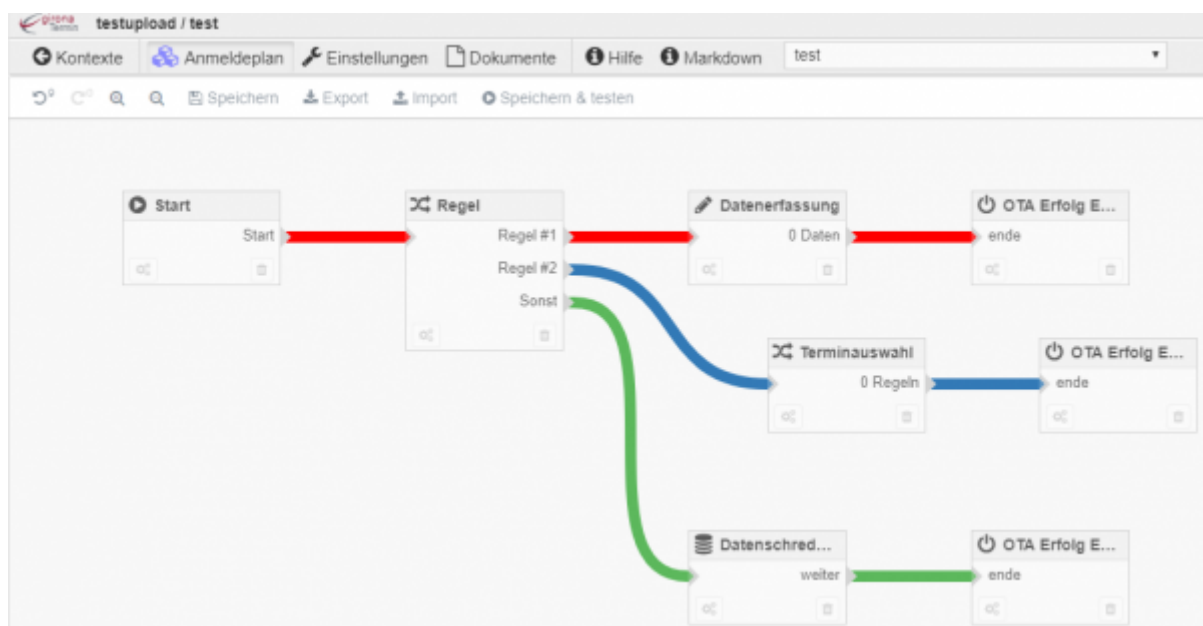 girona
Termin
testupload / test
Kontexte Anmeldeplan Einstellungen Dokumente Hilfe Markdown test
Speichern Export Import Speichern & testen
Start
Start
Regel
Regel #1
Regel #2
Sonst
Datenerfassung
0 Daten
OTA Erfolg E...
ende
Terminauswahl
0 Regeln
OTA Erfolg E...
ende
Datenschred...
weiter
OTA Erfolg E...
ende